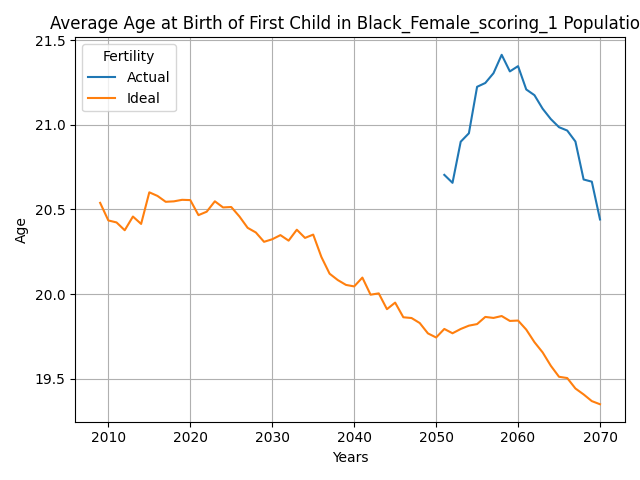 Average Age at Birth of First Child in Black_Female_scoring_1 Populatio
21.5
21.0
20.5
20.0
19.5
Age
Fertility
Actual
Ideal
2010 2020 2030 2040 2050 2060 2070
Years